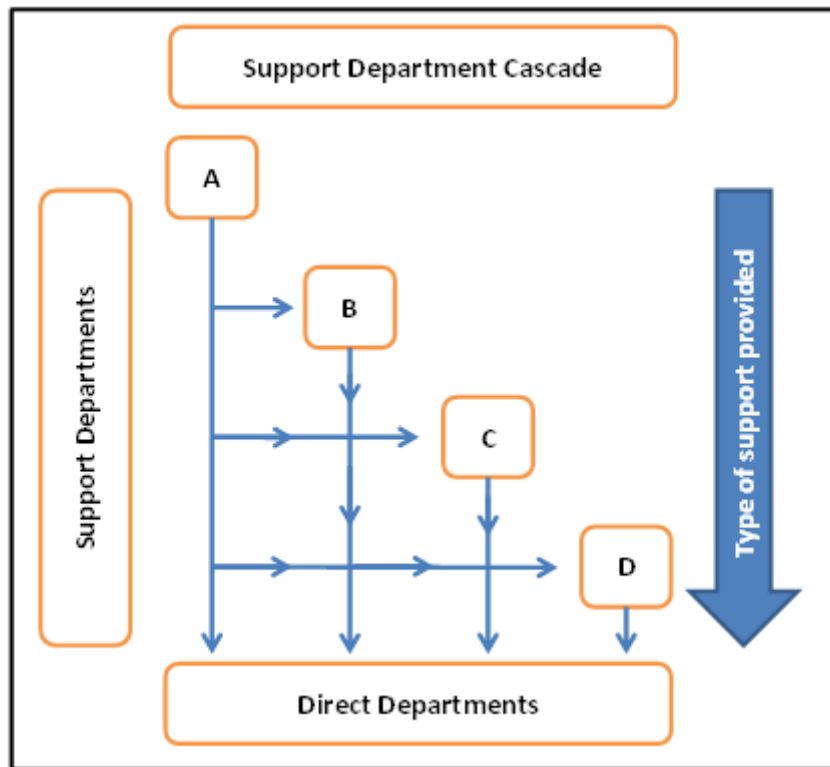 Support Department Cascade
A
B
C
D
Support Departments
Type of support provided
Direct Departments